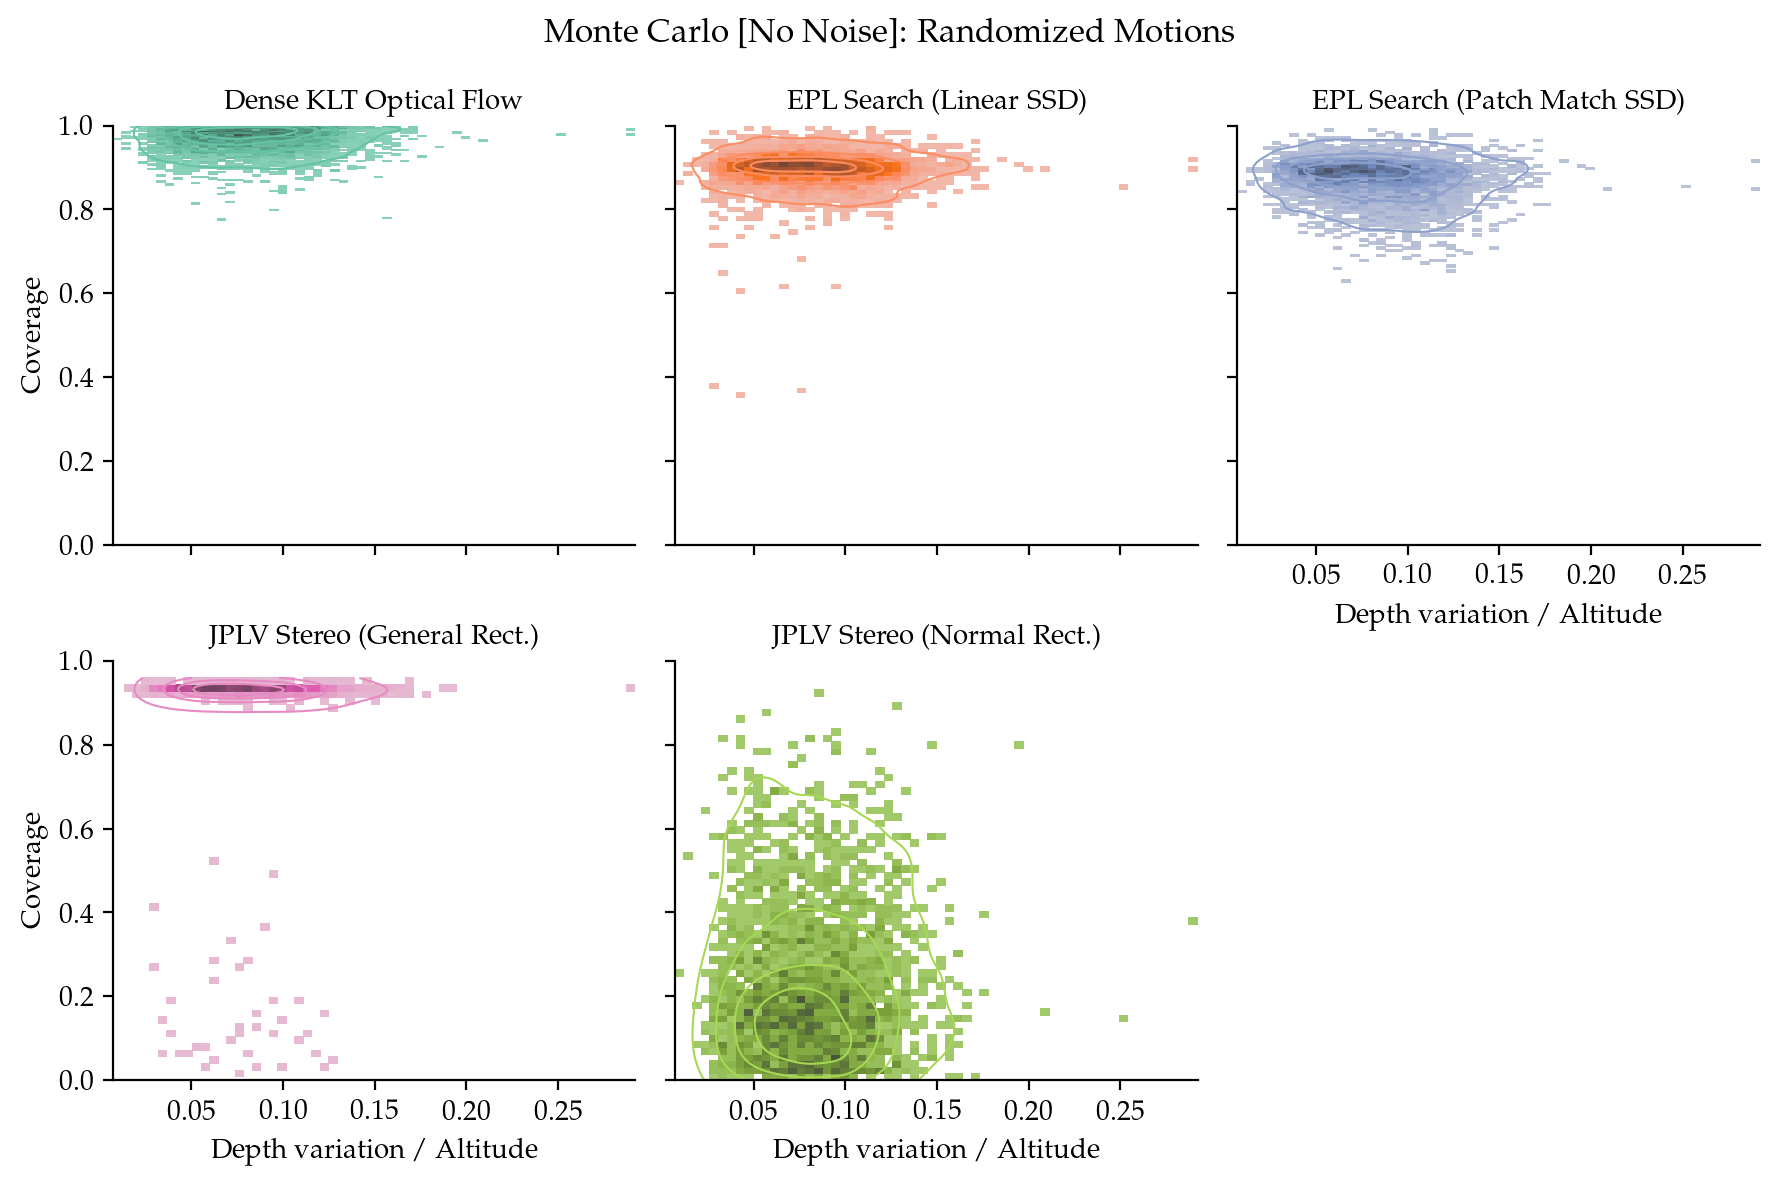 Monte Carlo [No Noise]: Randomized Motions
Dense KLT Optical Flow
EPL Search (Linear SSD)
EPL Search (Patch Match SSD)
Coverage
1.0
0.8
0.6
0.4
0.2
0.0
0.05 0.10 0.15 0.20 0.25
Depth variation / Altitude
JPLV Stereo (General Rect.)
JPLV Stereo (Normal Rect.)
Coverage
1.0
0.8
0.6
0.4
0.2
0.0
0.05 0.10 0.15 0.20 0.25
Depth variation / Altitude
0.05 0.10 0.15 0.20 0.25
Depth variation / Altitude